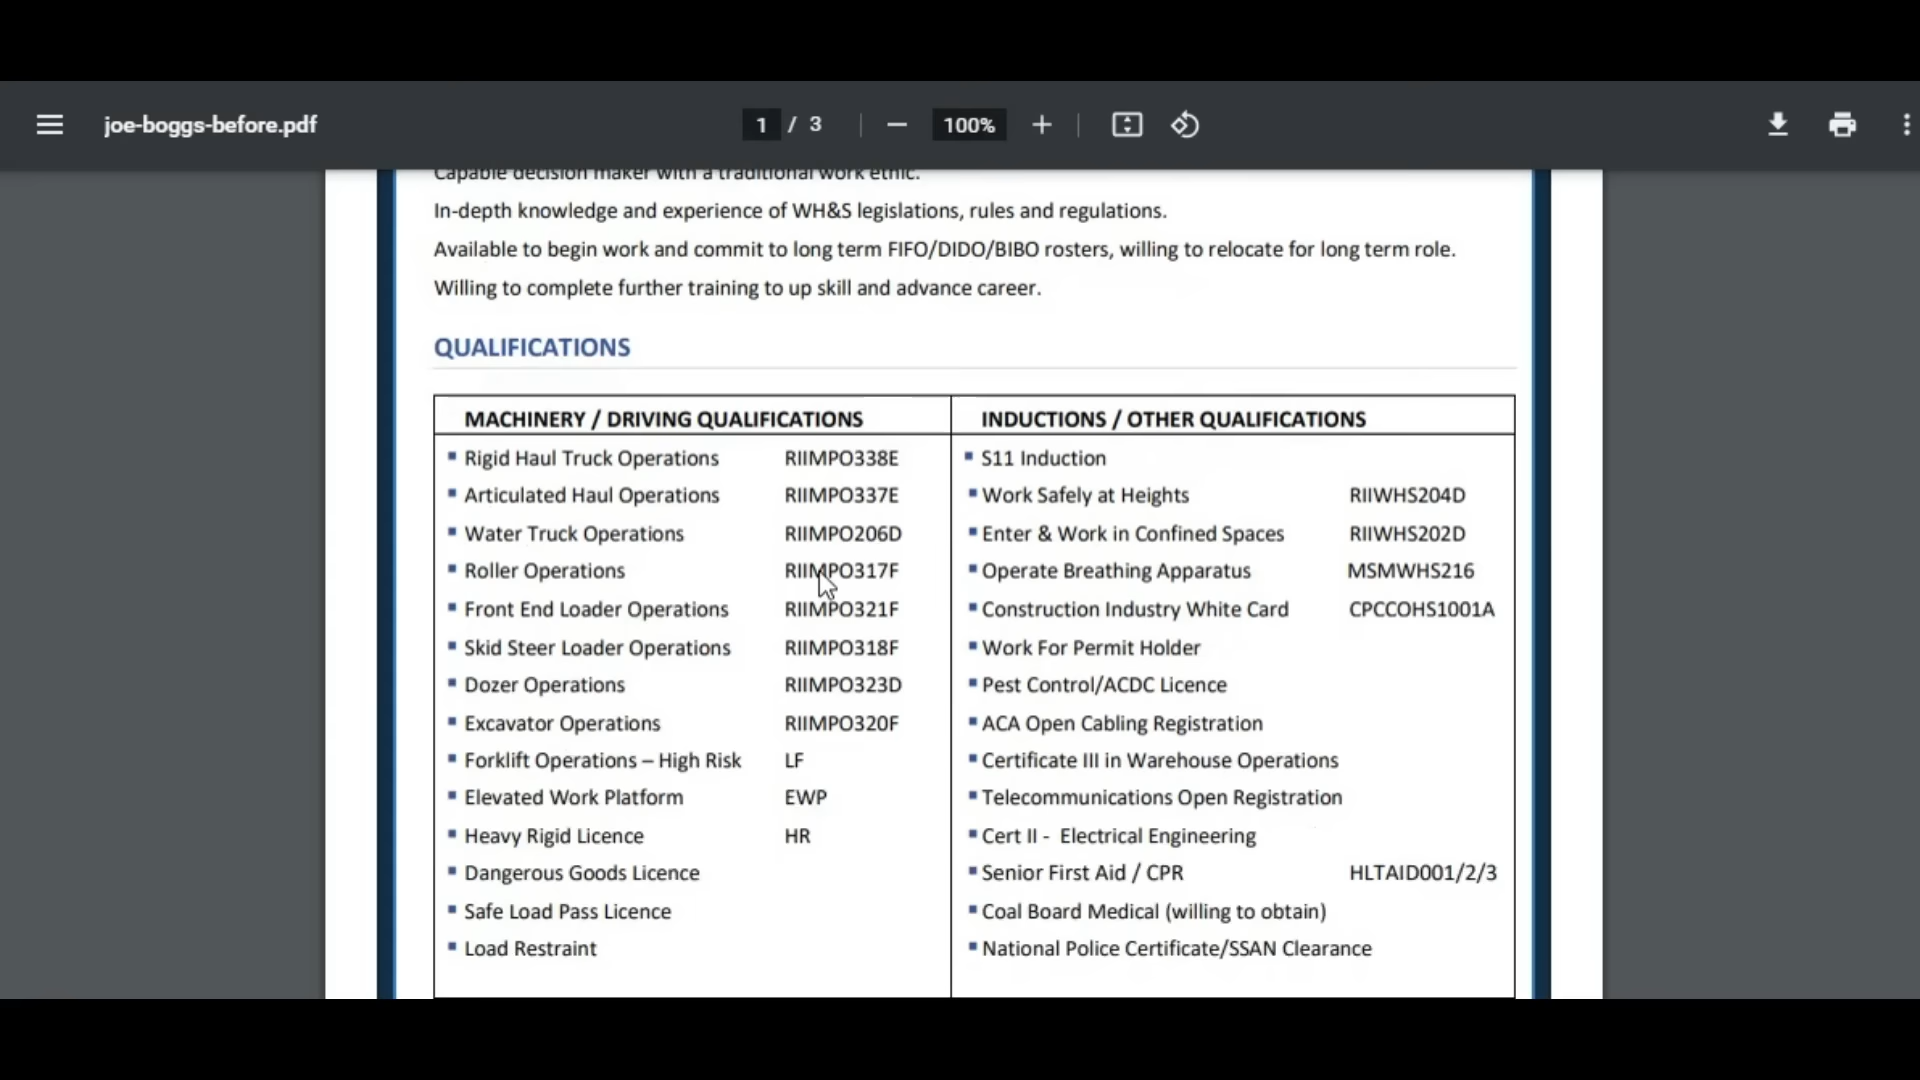 joe-boggs-before.pdf
1 / 3
100%
Capable decision maker with a traditional work ethic.
In-depth knowledge and experience of WH&S legislations, rules and regulations.
Available to begin work and commit to long term FIFO/DIDO/BIBO rosters, willing to relocate for long term role.
Willing to complete further training to up skill and advance career.
QUALIFICATIONS
MACHINERY / DRIVING QUALIFICATIONS
Rigid Haul Truck Operations RIIMPO338E
Articulated Haul Operations RIIMPO337E
Water Truck Operations RIIMPO206D
Roller Operations RIIMPO317F
Front End Loader Operations RIIMPO321F
Skid Steer Loader Operations RIIMPO318F
Dozer Operations RIIMPO323D
Excavator Operations RIIMPO320F
Forklift Operations – High Risk LF
Elevated Work Platform EWP
Heavy Rigid Licence HR
Dangerous Goods Licence
Safe Load Pass Licence
Load Restraint
INDUCTIONS / OTHER QUALIFICATIONS
S11 Induction
Work Safely at Heights RIIWHS204D
Enter & Work in Confined Spaces RIIWHS202D
Operate Breathing Apparatus MSMWHS216
Construction Industry White Card CPCCOHS1001A
Work For Permit Holder
Pest Control/ACDC Licence
ACA Open Cabling Registration
Certificate III in Warehouse Operations
Telecommunications Open Registration
Cert II - Electrical Engineering
Senior First Aid / CPR HLTAID001/2/3
Coal Board Medical (willing to obtain)
National Police Certificate/SSAN Clearance